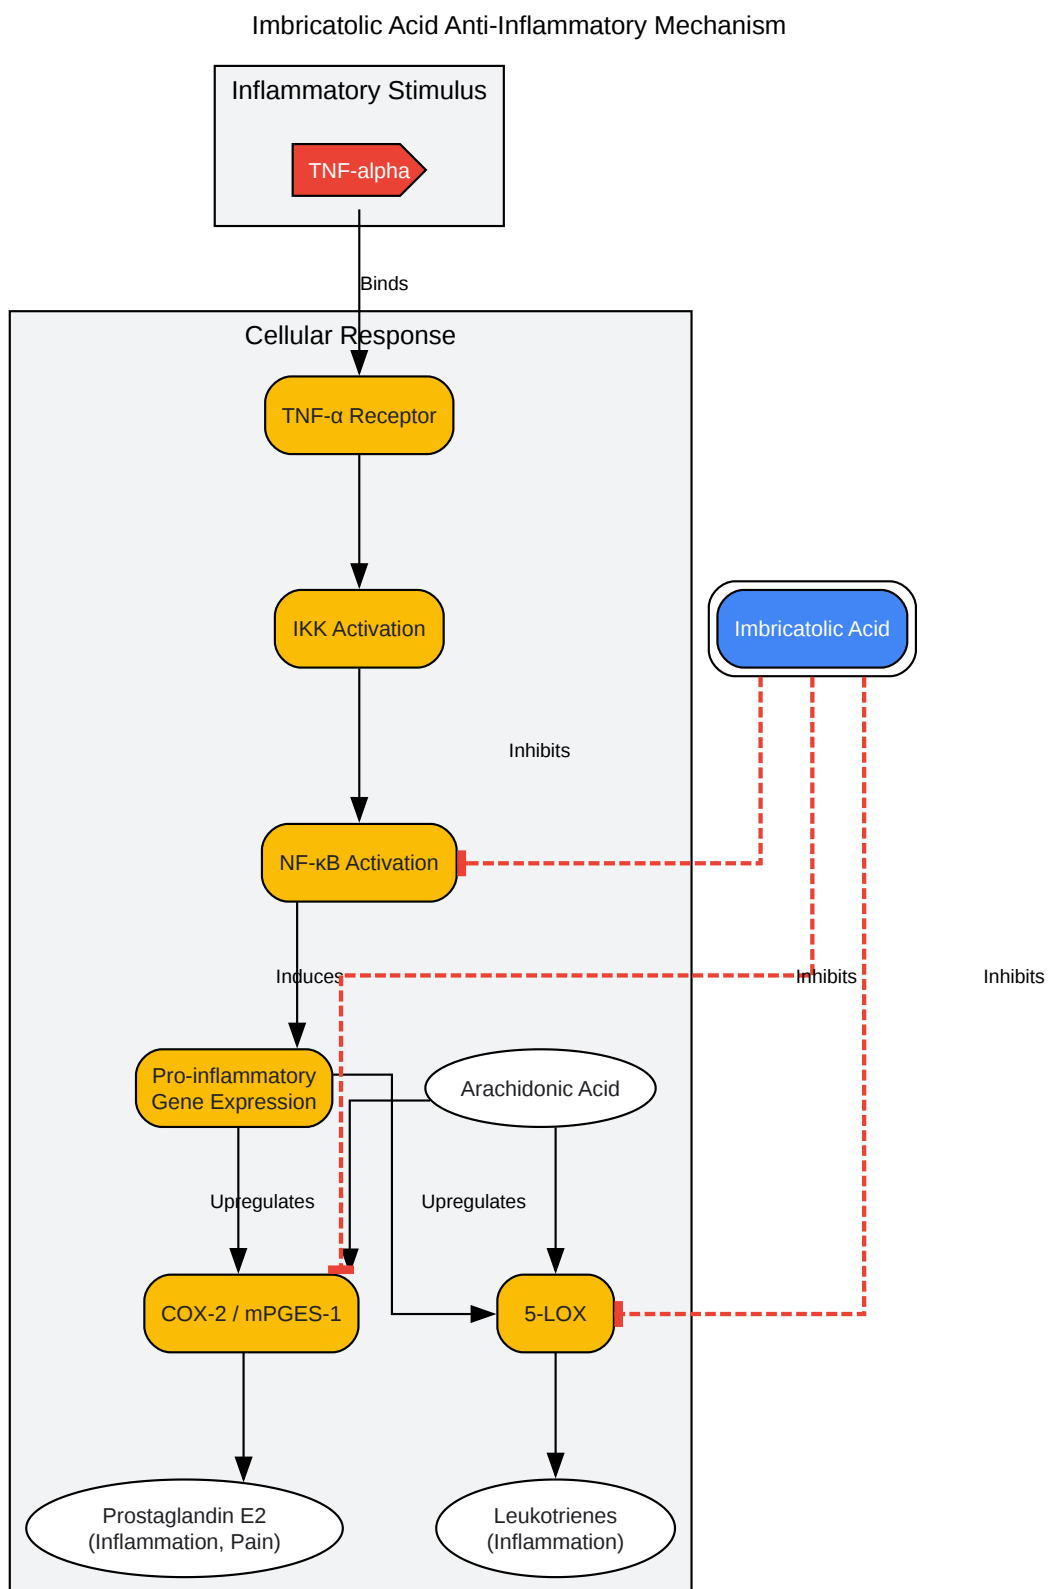 Imbricatolic Acid Anti-Inflammatory Mechanism
Inflammatory Stimulus
TNF-alpha
Binds
Cellular Response
TNF-α Receptor
IKK Activation
Imbricatolic Acid
Inhibits
NF-κB Activation
Induces
Inhibits
Inhibits
Pro-inflammatory
Gene Expression
Arachidonic Acid
Upregulates
Upregulates
COX-2 / mPGES-1
5-LOX
Prostaglandin E2
(Inflammation, Pain)
Leukotrienes
(Inflammation)